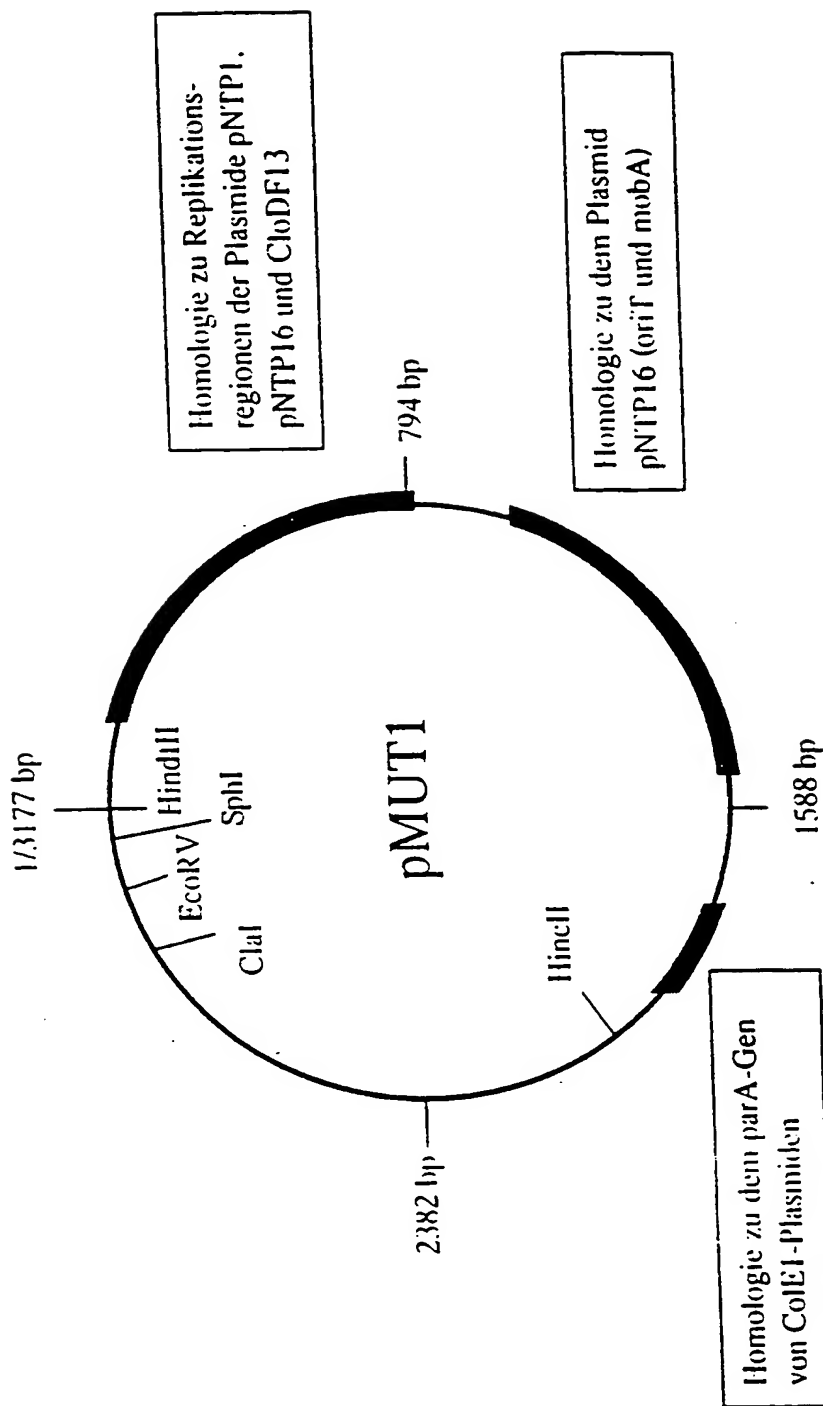 Homologie zu Replikations-
regionen der Plasmide pNTP1,
pNTP16 und CloDF13
1/3177 bp
HindIII
SphI
EcoRV
ClaI
794 bp
pMUT1
Homologie zu dem Plasmid
pNTP16 (oriT und mobA)
HincII
2382 bp
1588 bp
Homologie zu dem parA-Gen
von ColE1-Plasmiden